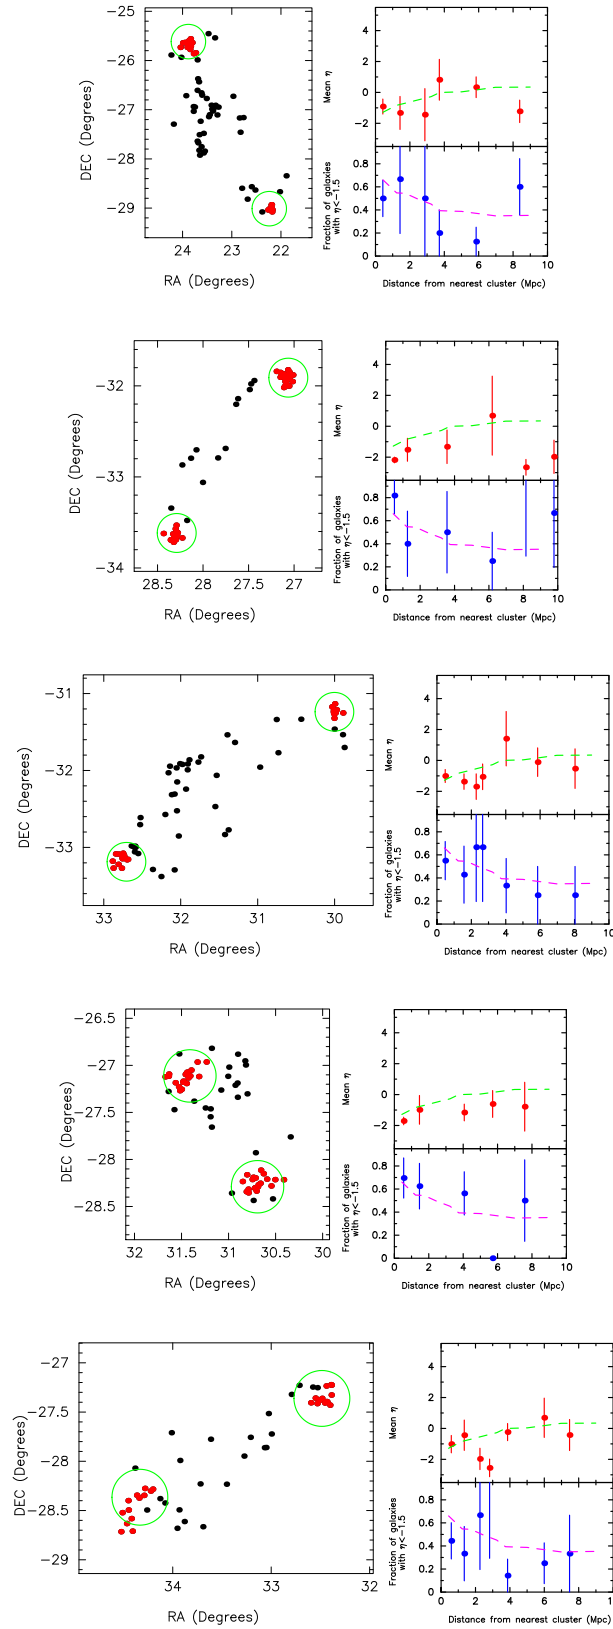 −25
−26
−27
−28
−29
DEC (Degrees)
24
23
22
RA (Degrees)
4
2
0
−2
Mean η
0.8
0.6
0.4
0.2
0
Fraction of galaxies
with η<−1.5
0 2 4 6 8 10
Distance from nearest cluster (Mpc)
−32
−33
−34
DEC (Degrees)
28.5 28 27.5 27
RA (Degrees)
4
2
0
−2
Mean η
0.8
0.6
0.4
0.2
0
Fraction of galaxies
with η<−1.5
0 2 4 6 8 10
Distance from nearest cluster (Mpc)
−31
−32
−33
DEC (Degrees)
33 32 31 30
RA (Degrees)
4
2
0
−2
Mean η
0.8
0.6
0.4
0.2
0
Fraction of galaxies
with η<−1.5
0 2 4 6 8 10
Distance from nearest cluster (Mpc)
−26.5
−27
−27.5
−28
−28.5
DEC (Degrees)
32 31.5 31 30.5 30
RA (Degrees)
4
2
0
−2
Mean η
0.8
0.6
0.4
0.2
0
Fraction of galaxies
with η<−1.5
0 2 4 6 8 10
Distance from nearest cluster (Mpc)
−27
−28
−28.5
−29
−27.5
DEC (Degrees)
34 33 32
RA (Degrees)
4
2
0
−2
Mean η
0.8
0.6
0.4
0.2
0
Fraction of galaxies
with η<−1.5
0 2 4 6 8
Distance from nearest cluster (Mpc)